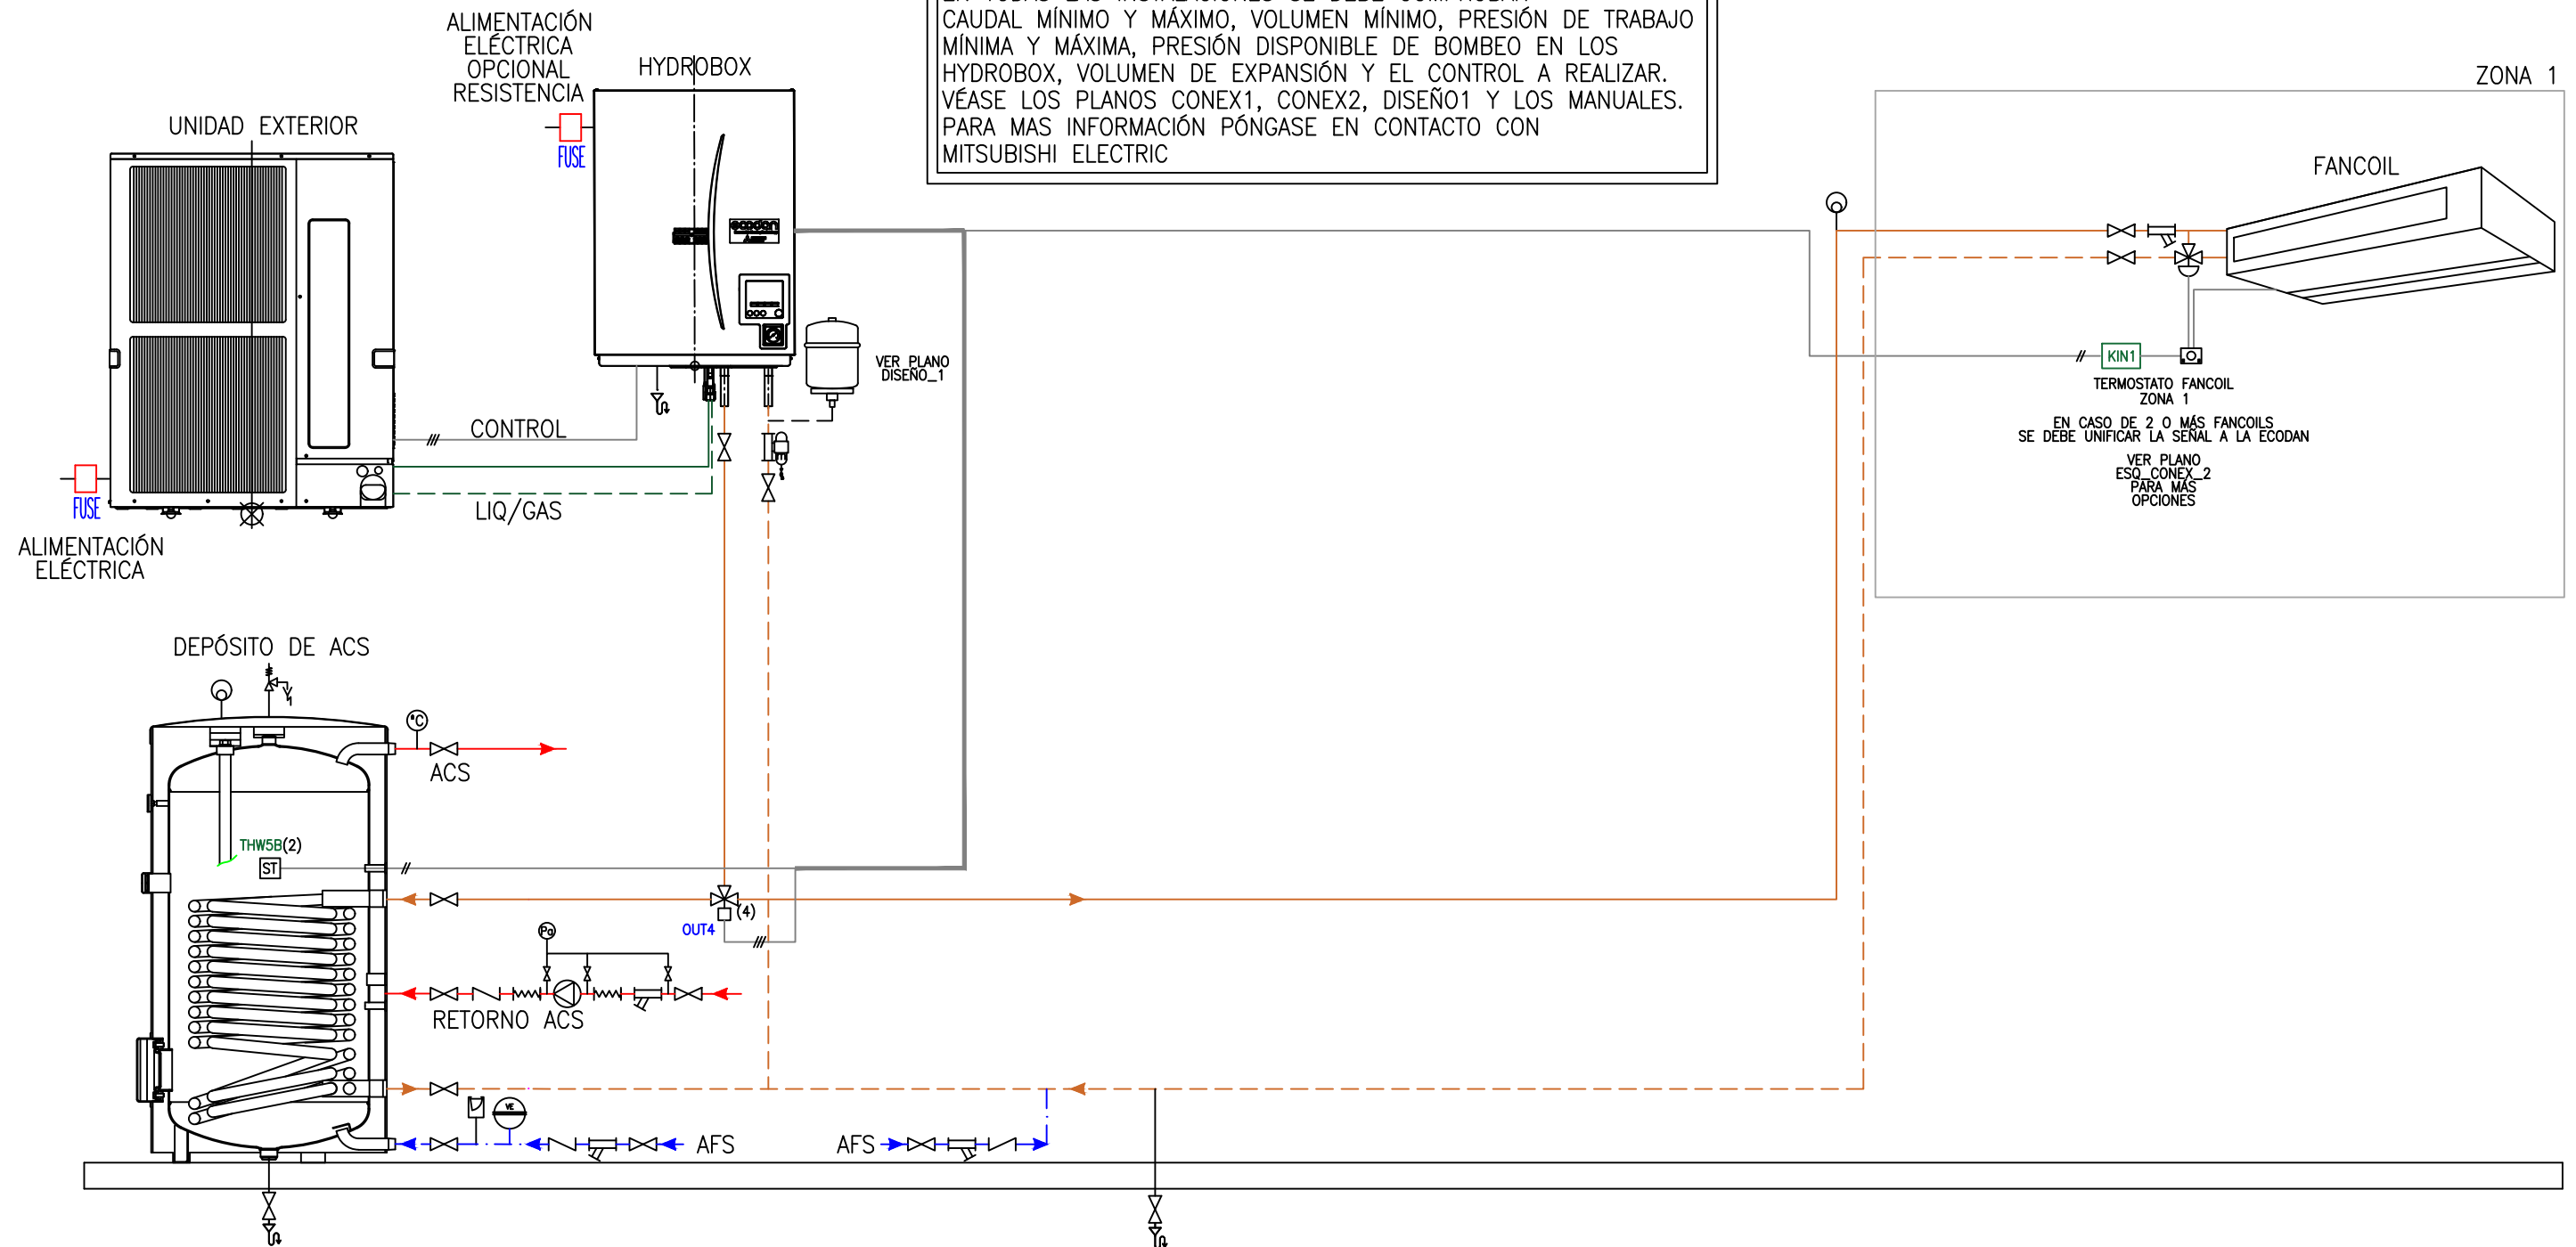 CAUDAL MÍNIMO Y MÁXIMO, VOLUMEN MÍNIMO, PRESIÓN DE TRABAJO
MÍNIMA Y MÁXIMA, PRESIÓN DISPONIBLE DE BOMBEO EN LOS
HYDROBOX, VOLUMEN DE EXPANSIÓN Y EL CONTROL A REALIZAR.
VÉASE LOS PLANOS CONEX1, CONEX2, DISEÑO1 Y LOS MANUALES.
PARA MAS INFORMACIÓN PÓNGASE EN CONTACTO CON
MITSUBISHI ELECTRIC
ALIMENTACIÓN
ELÉCTRICA
OPCIONAL
RESISTENCIA
HYDROBOX
FUSE
UNIDAD EXTERIOR
ecodan
VER PLANO
DISEÑO_1
CONTROL
LIQ/GAS
FUSE
ALIMENTACIÓN
ELÉCTRICA
ZONA 1
FANCOIL
KIN1
TERMOSTATO FANCOIL
ZONA 1
EN CASO DE 2 O MÁS FANCOILS
SE DEBE UNIFICAR LA SEÑAL A LA ECODAN
VER PLANO
ESQ_CONEX_2
PARA MÁS
OPCIONES
DEPÓSITO DE ACS
°C
ACS
THW5B(2)
ST
(4)
OUT4
Pa
RETORNO ACS
VE
AFS
AFS